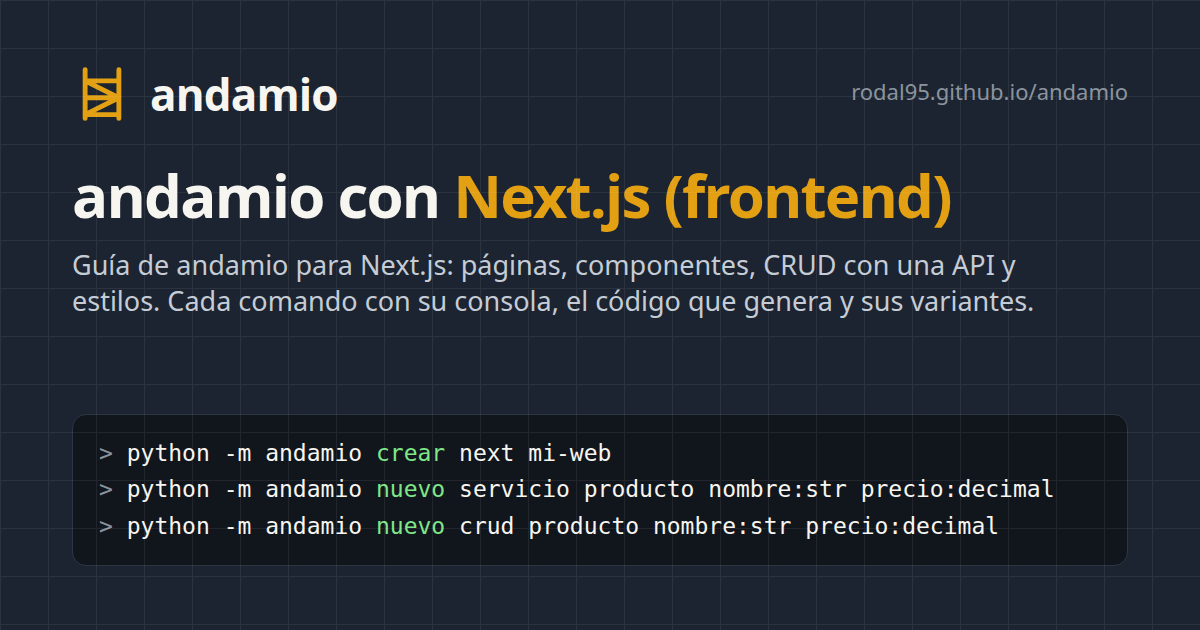 andamio
rodal95.github.io/andamio
andamio con Next.js (frontend)
Guía de andamio para Next.js: páginas, componentes, CRUD con una API y
estilos. Cada comando con su consola, el código que genera y sus variantes.
> python -m andamio crear next mi-web
> python -m andamio nuevo servicio producto nombre:str precio:decimal
> python -m andamio nuevo crud producto nombre:str precio:decimal